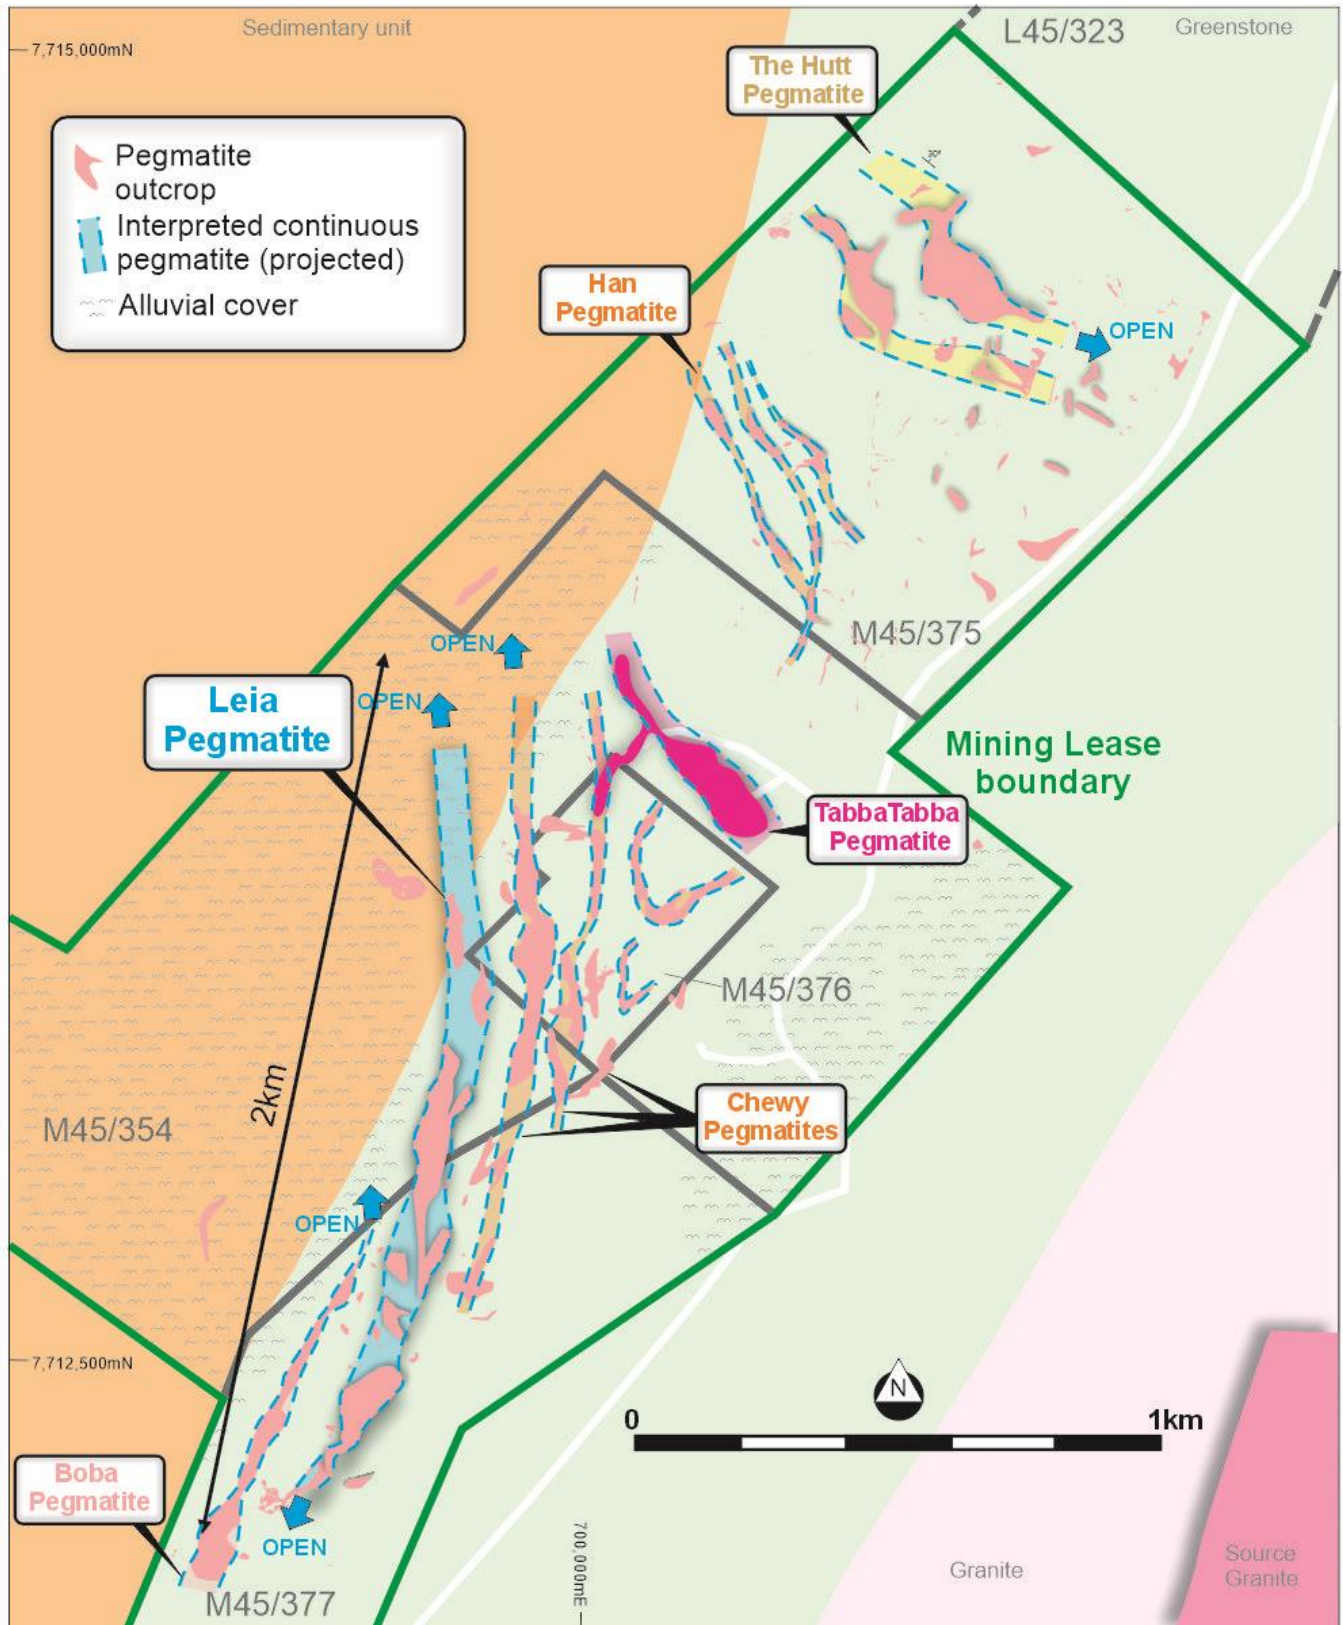 Sedimentary unit
L45/323
Greenstone
7,715,000mN
The Hutt
Pegmatite
Pegmatite
outcrop
Interpreted continuous
pegmatite (projected)
Alluvial cover
30°
Han
Pegmatite
OPEN
M45/375
OPEN
Leia
Pegmatite
OPEN
Mining Lease
boundary
TabbaTabba
Pegmatite
M45/376
2km
M45/354
Chewy
Pegmatites
OPEN
7,712,500mN
N
0
1km
Boba
Pegmatite
OPEN
700,000mE
Granite
Source
Granite
M45/377